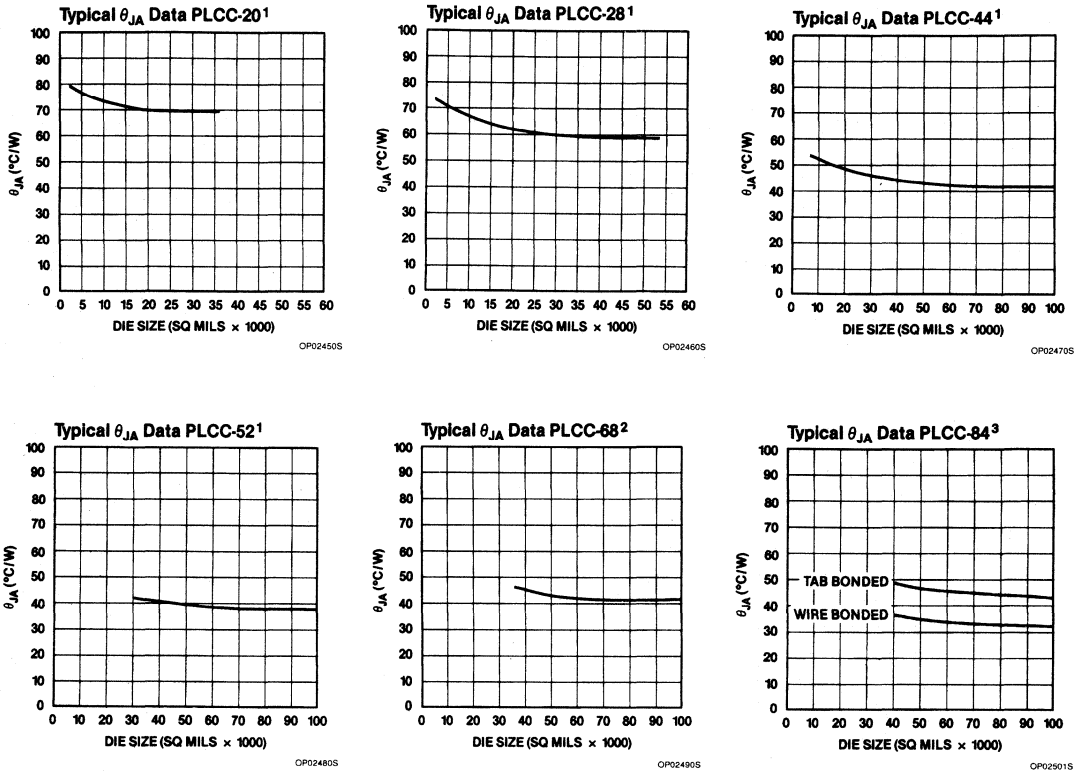 Typical θJA Data PLCC-20¹
100
90
80
70
60
50
40
30
20
10
0
θJA (°C/W)
0 5 10 15 20 25 25 30 40 45 50 55 60
DIE SIZE (SQ MILS × 1000)
OP02450S
Typical θJA Data PLCC-28¹
100
90
80
70
60
50
40
30
20
10
0
θJA (°C/W)
0 5 10 15 20 25 30 35 40 45 50 55 60
DIE SIZE (SQ MILS × 1000)
OP02460S
Typical θJA Data PLCC-44¹
100
90
80
70
60
50
40
30
20
10
0
θJA (°C/W)
0 10 20 30 40 50 60 70 80 90 100
DIE SIZE (SQ MILS × 1000)
OP02470S
Typical θJA Data PLCC-52¹
100
90
80
70
60
50
40
30
20
10
0
θJA (°C/W)
0 10 20 30 40 50 60 70 80 90 100
DIE SIZE (SQ MILS × 1000)
OP02480S
Typical θJA Data PLCC-68²
100
90
80
70
60
50
40
30
20
10
0
θJA (°C/W)
0 10 20 30 40 50 60 70 80 90 100
DIE SIZE (SQ MILS × 1000)
OP02490S
Typical θJA Data PLCC-84³
100
90
80
70
60
50
40
30
20
10
0
θJA (°C/W)
TAB BONDED
WIRE BONDED
0 10 20 30 40 50 60 70 80 90 100
DIE SIZE (SQ MILS × 1000)
OP02501S